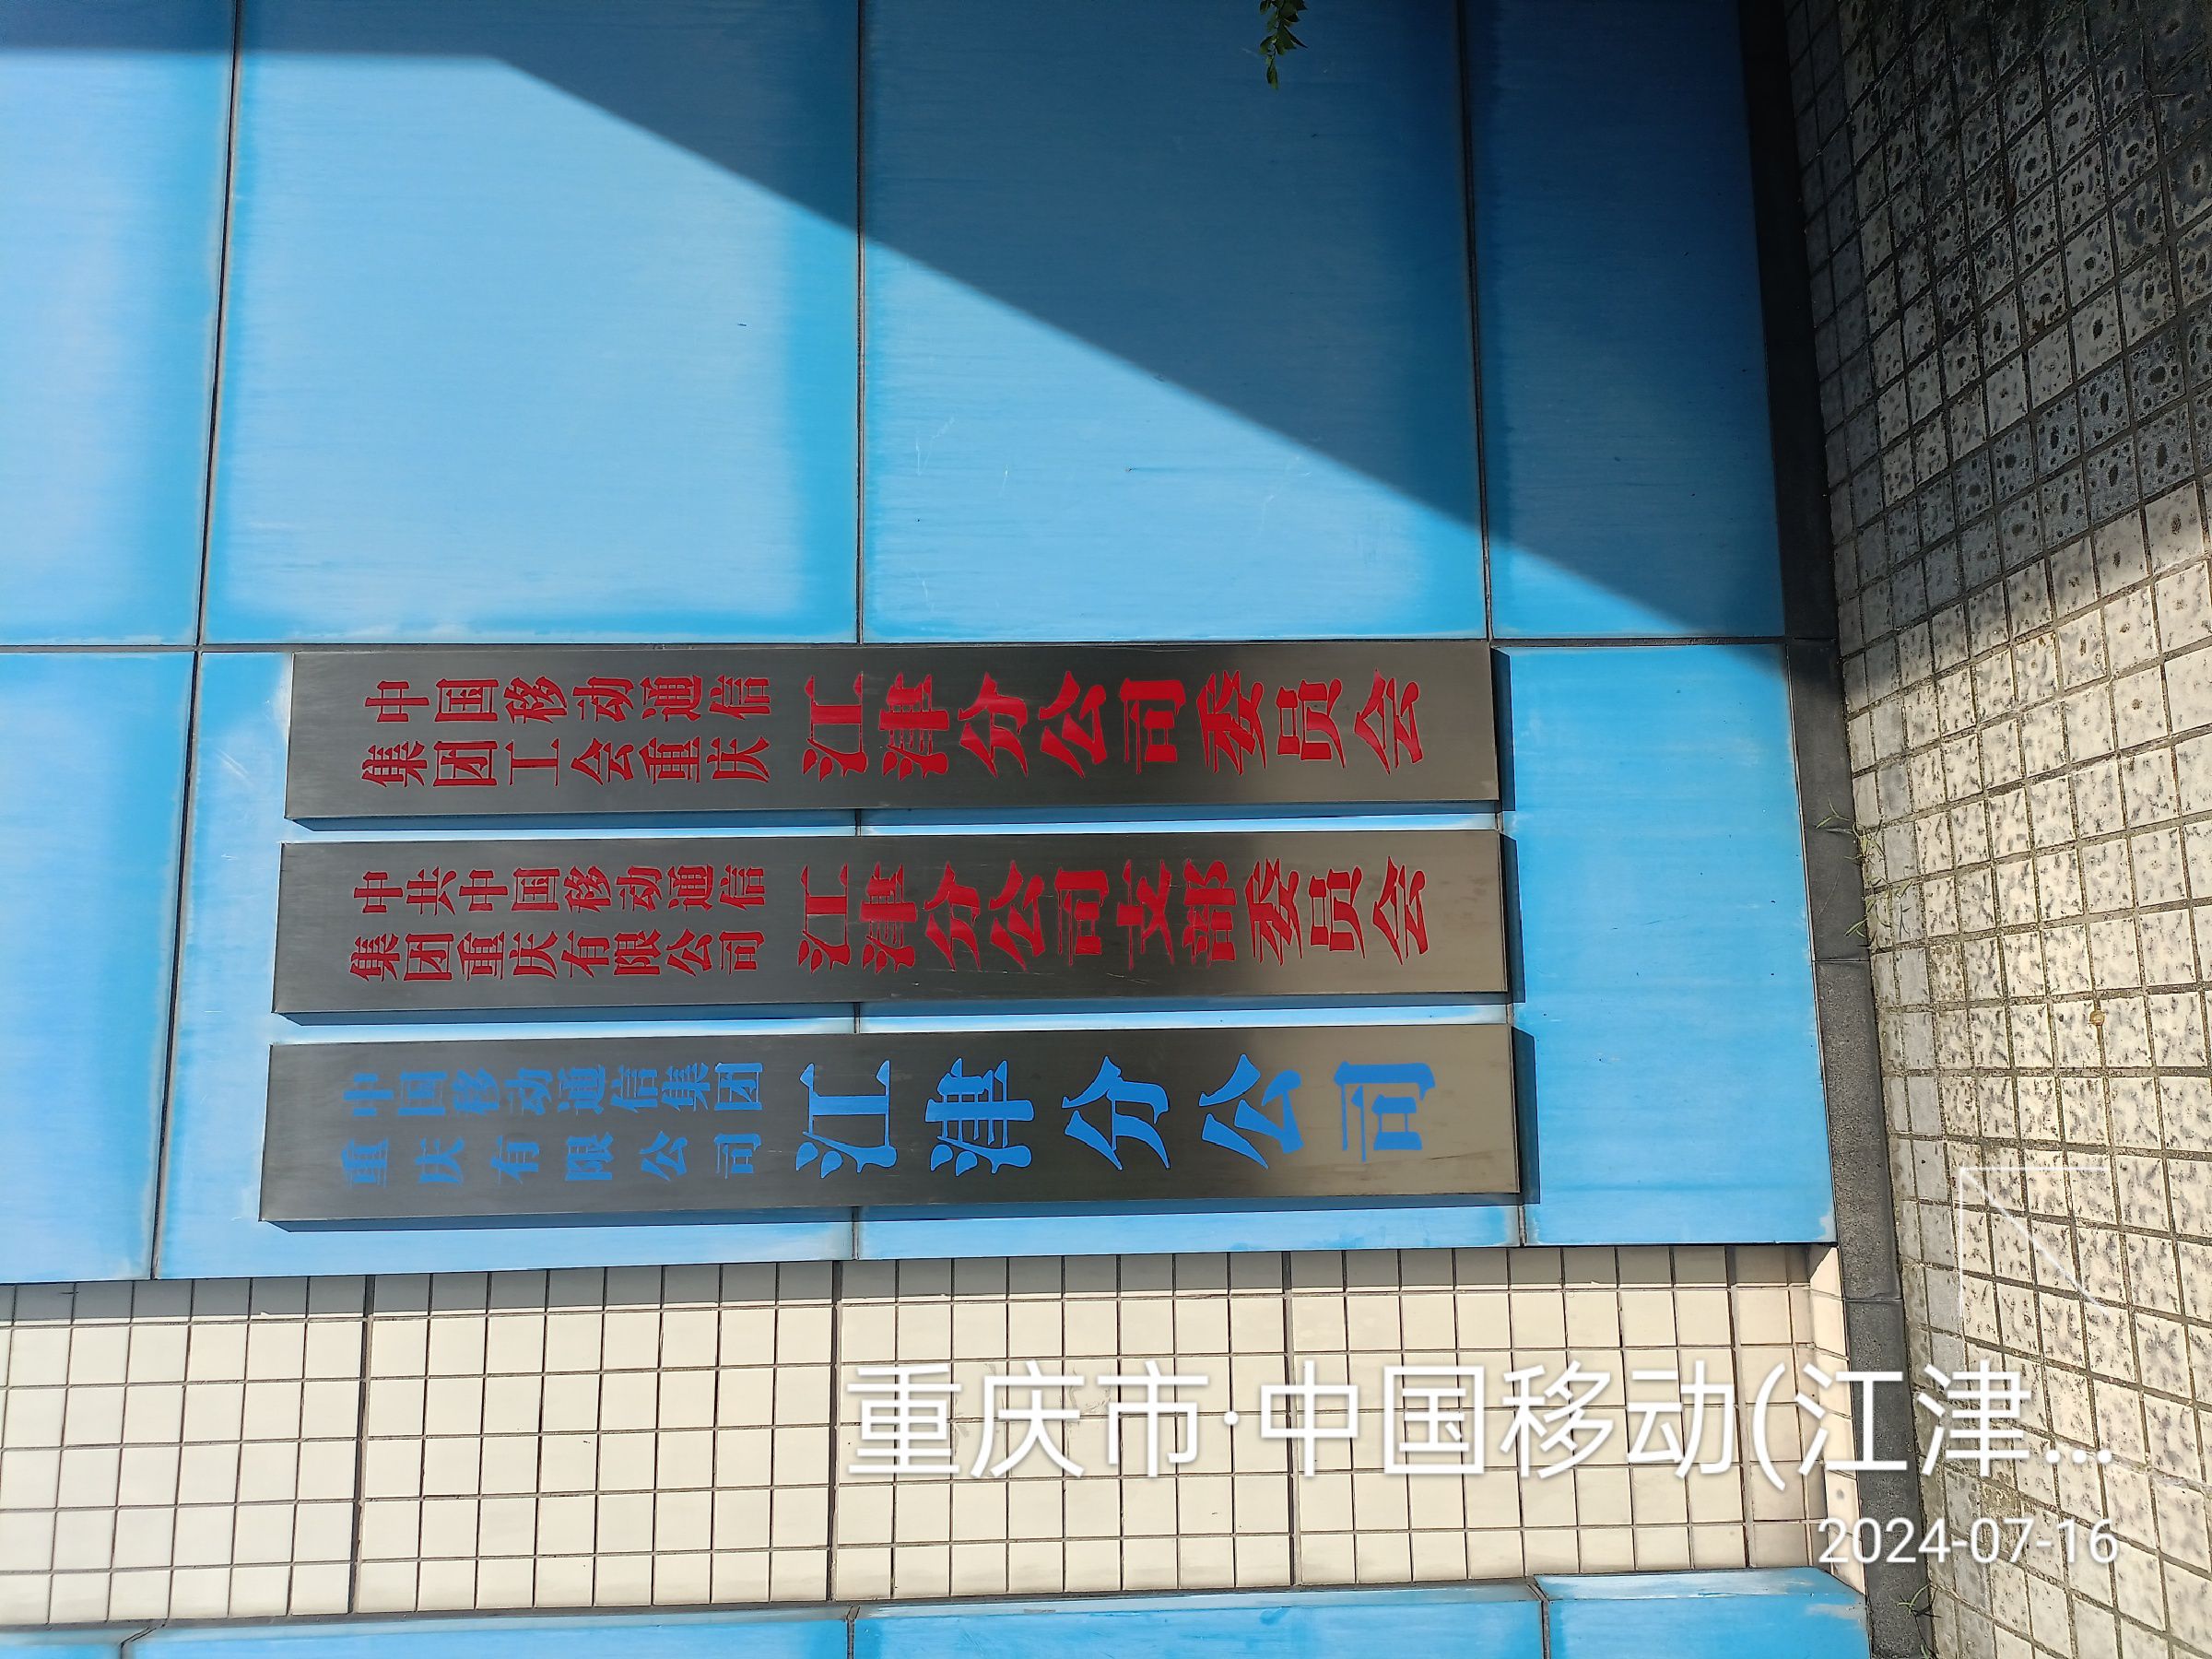 中国移动通信
集团工会重庆
江津分公司委员会
中共中国移动通信
集团重庆有限公司
江津分公司支部委员会
中国移动通信集团
重庆有限公司
江津分公司
重庆市·中国移动(江津...
2024-07-16